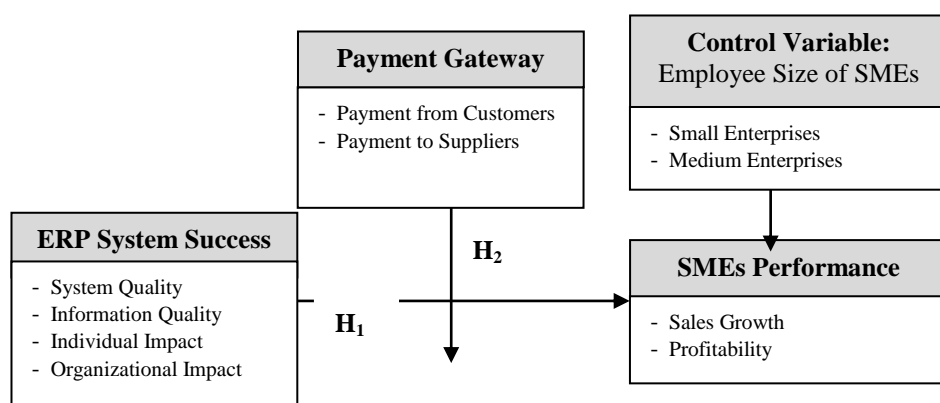 Payment Gateway
- Payment from Customers
- Payment to Suppliers
Control Variable:
Employee Size of SMEs
- Small Enterprises
- Medium Enterprises
ERP System Success
- System Quality
- Information Quality
- Individual Impact
- Organizational Impact
H₂
H₁
SMEs Performance
- Sales Growth
- Profitability